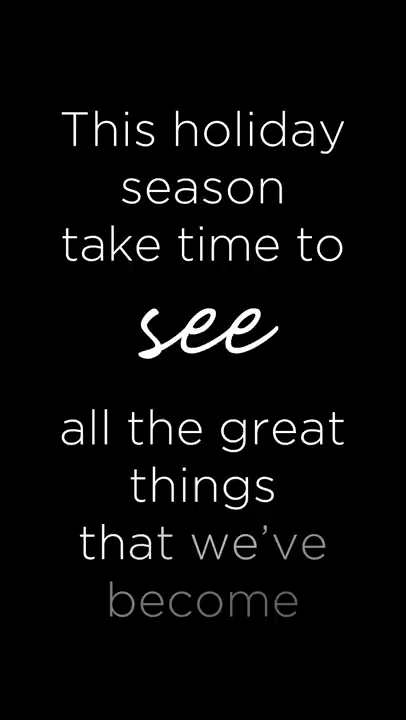 This holiday
season
take time to
see
all the great
things
that we've
become